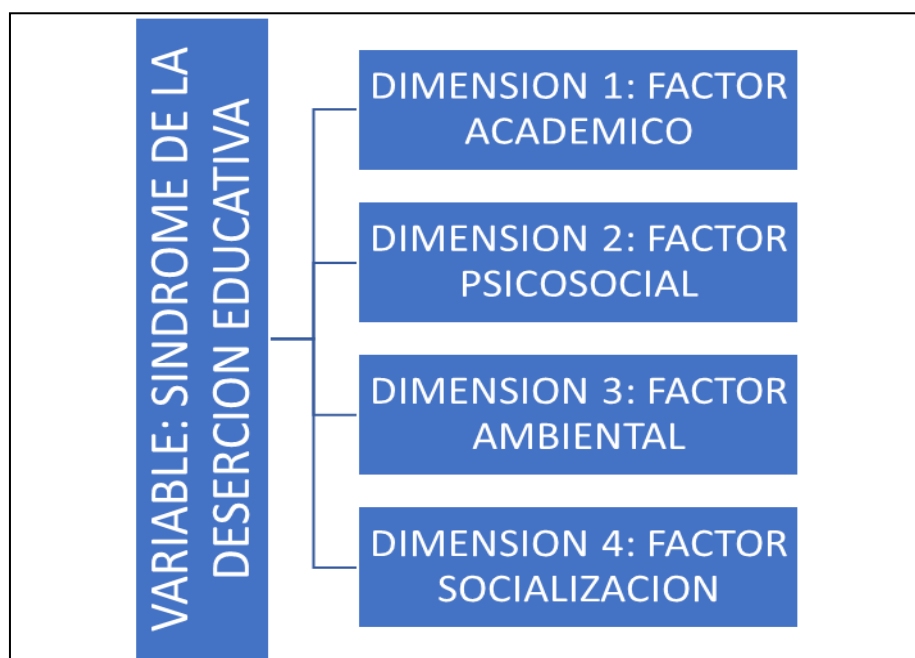 VARIABLE: SINDROME DE LA
DESERCION EDUCATIVA
DIMENSION 1: FACTOR
ACADEMICO
DIMENSION 2: FACTOR
PSICOSOCIAL
DIMENSION 3: FACTOR
AMBIENTAL
DIMENSION 4: FACTOR
SOCIALIZACION